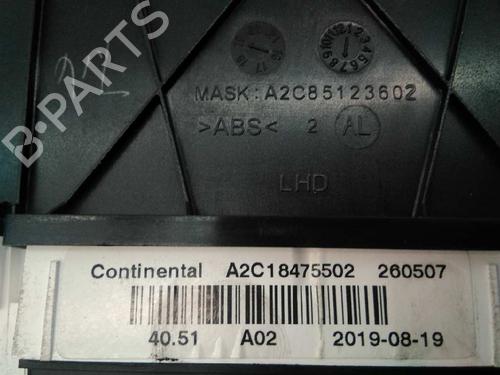 B-PARTS
MASK: A2C85123602
>ABS< 2 AL
LHD
Continental A2C18475502 260507
40.51 A02 2019-08-19